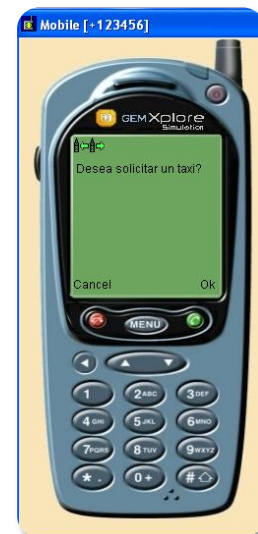 Mobile [+123456]
GEMXplore
Simulation
Desea solicitar un taxi?
Cancel Ok
MENU
1 2ABC 3DEF
4GHI 5JKL 6MNO
7PQRS 8TUV 9WXYZ
* . 0+ #